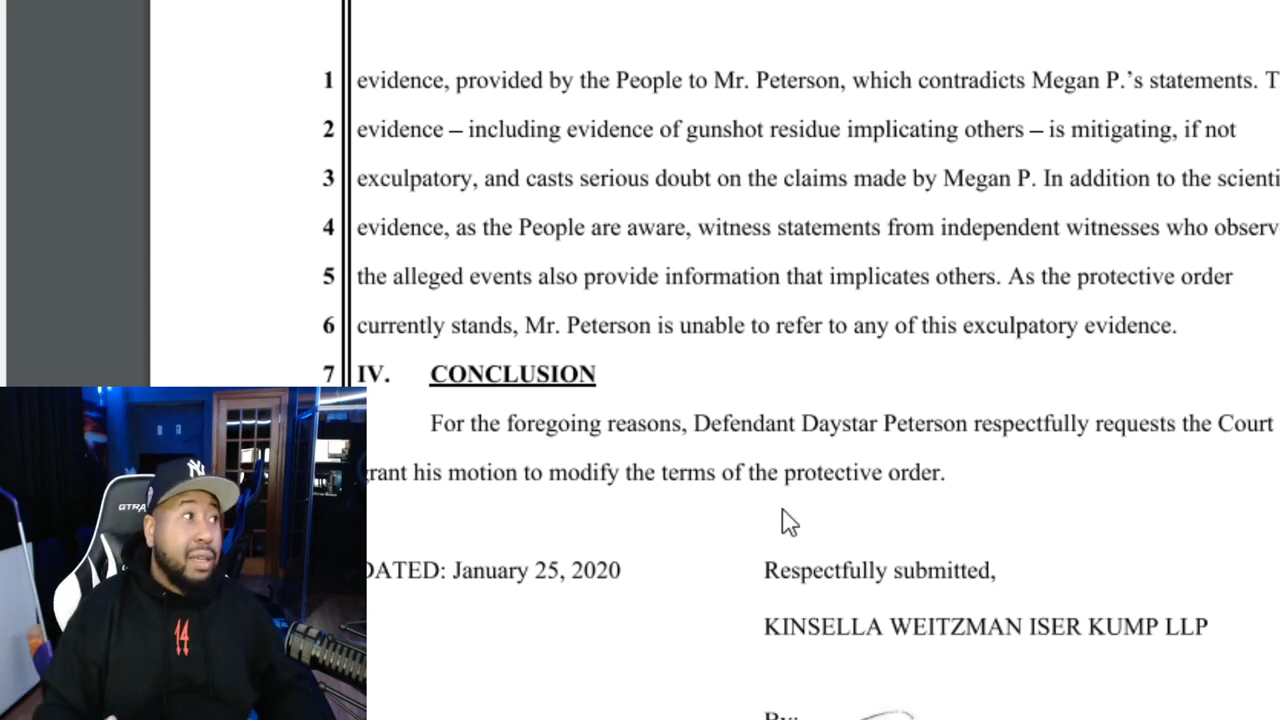 1 evidence, provided by the People to Mr. Peterson, which contradicts Megan P.’s statements.
2 evidence – including evidence of gunshot residue implicating others – is mitigating, if not
3 exculpatory, and casts serious doubt on the claims made by Megan P. In addition to the
4 evidence, as the People are aware, witness statements from independent witnesses who
5 the alleged events also provide information that implicates others. As the protective order
6 currently stands, Mr. Peterson is unable to refer to any of this exculpatory evidence.
7 IV. CONCLUSION
For the foregoing reasons, Defendant Daystar Peterson respectfully requests the Court
rant his motion to modify the terms of the protective order.
DATED: January 25, 2020
Respectfully submitted,
KINSELLA WEITZMAN ISER KUMP LLP
By:
NY
GTRA
14